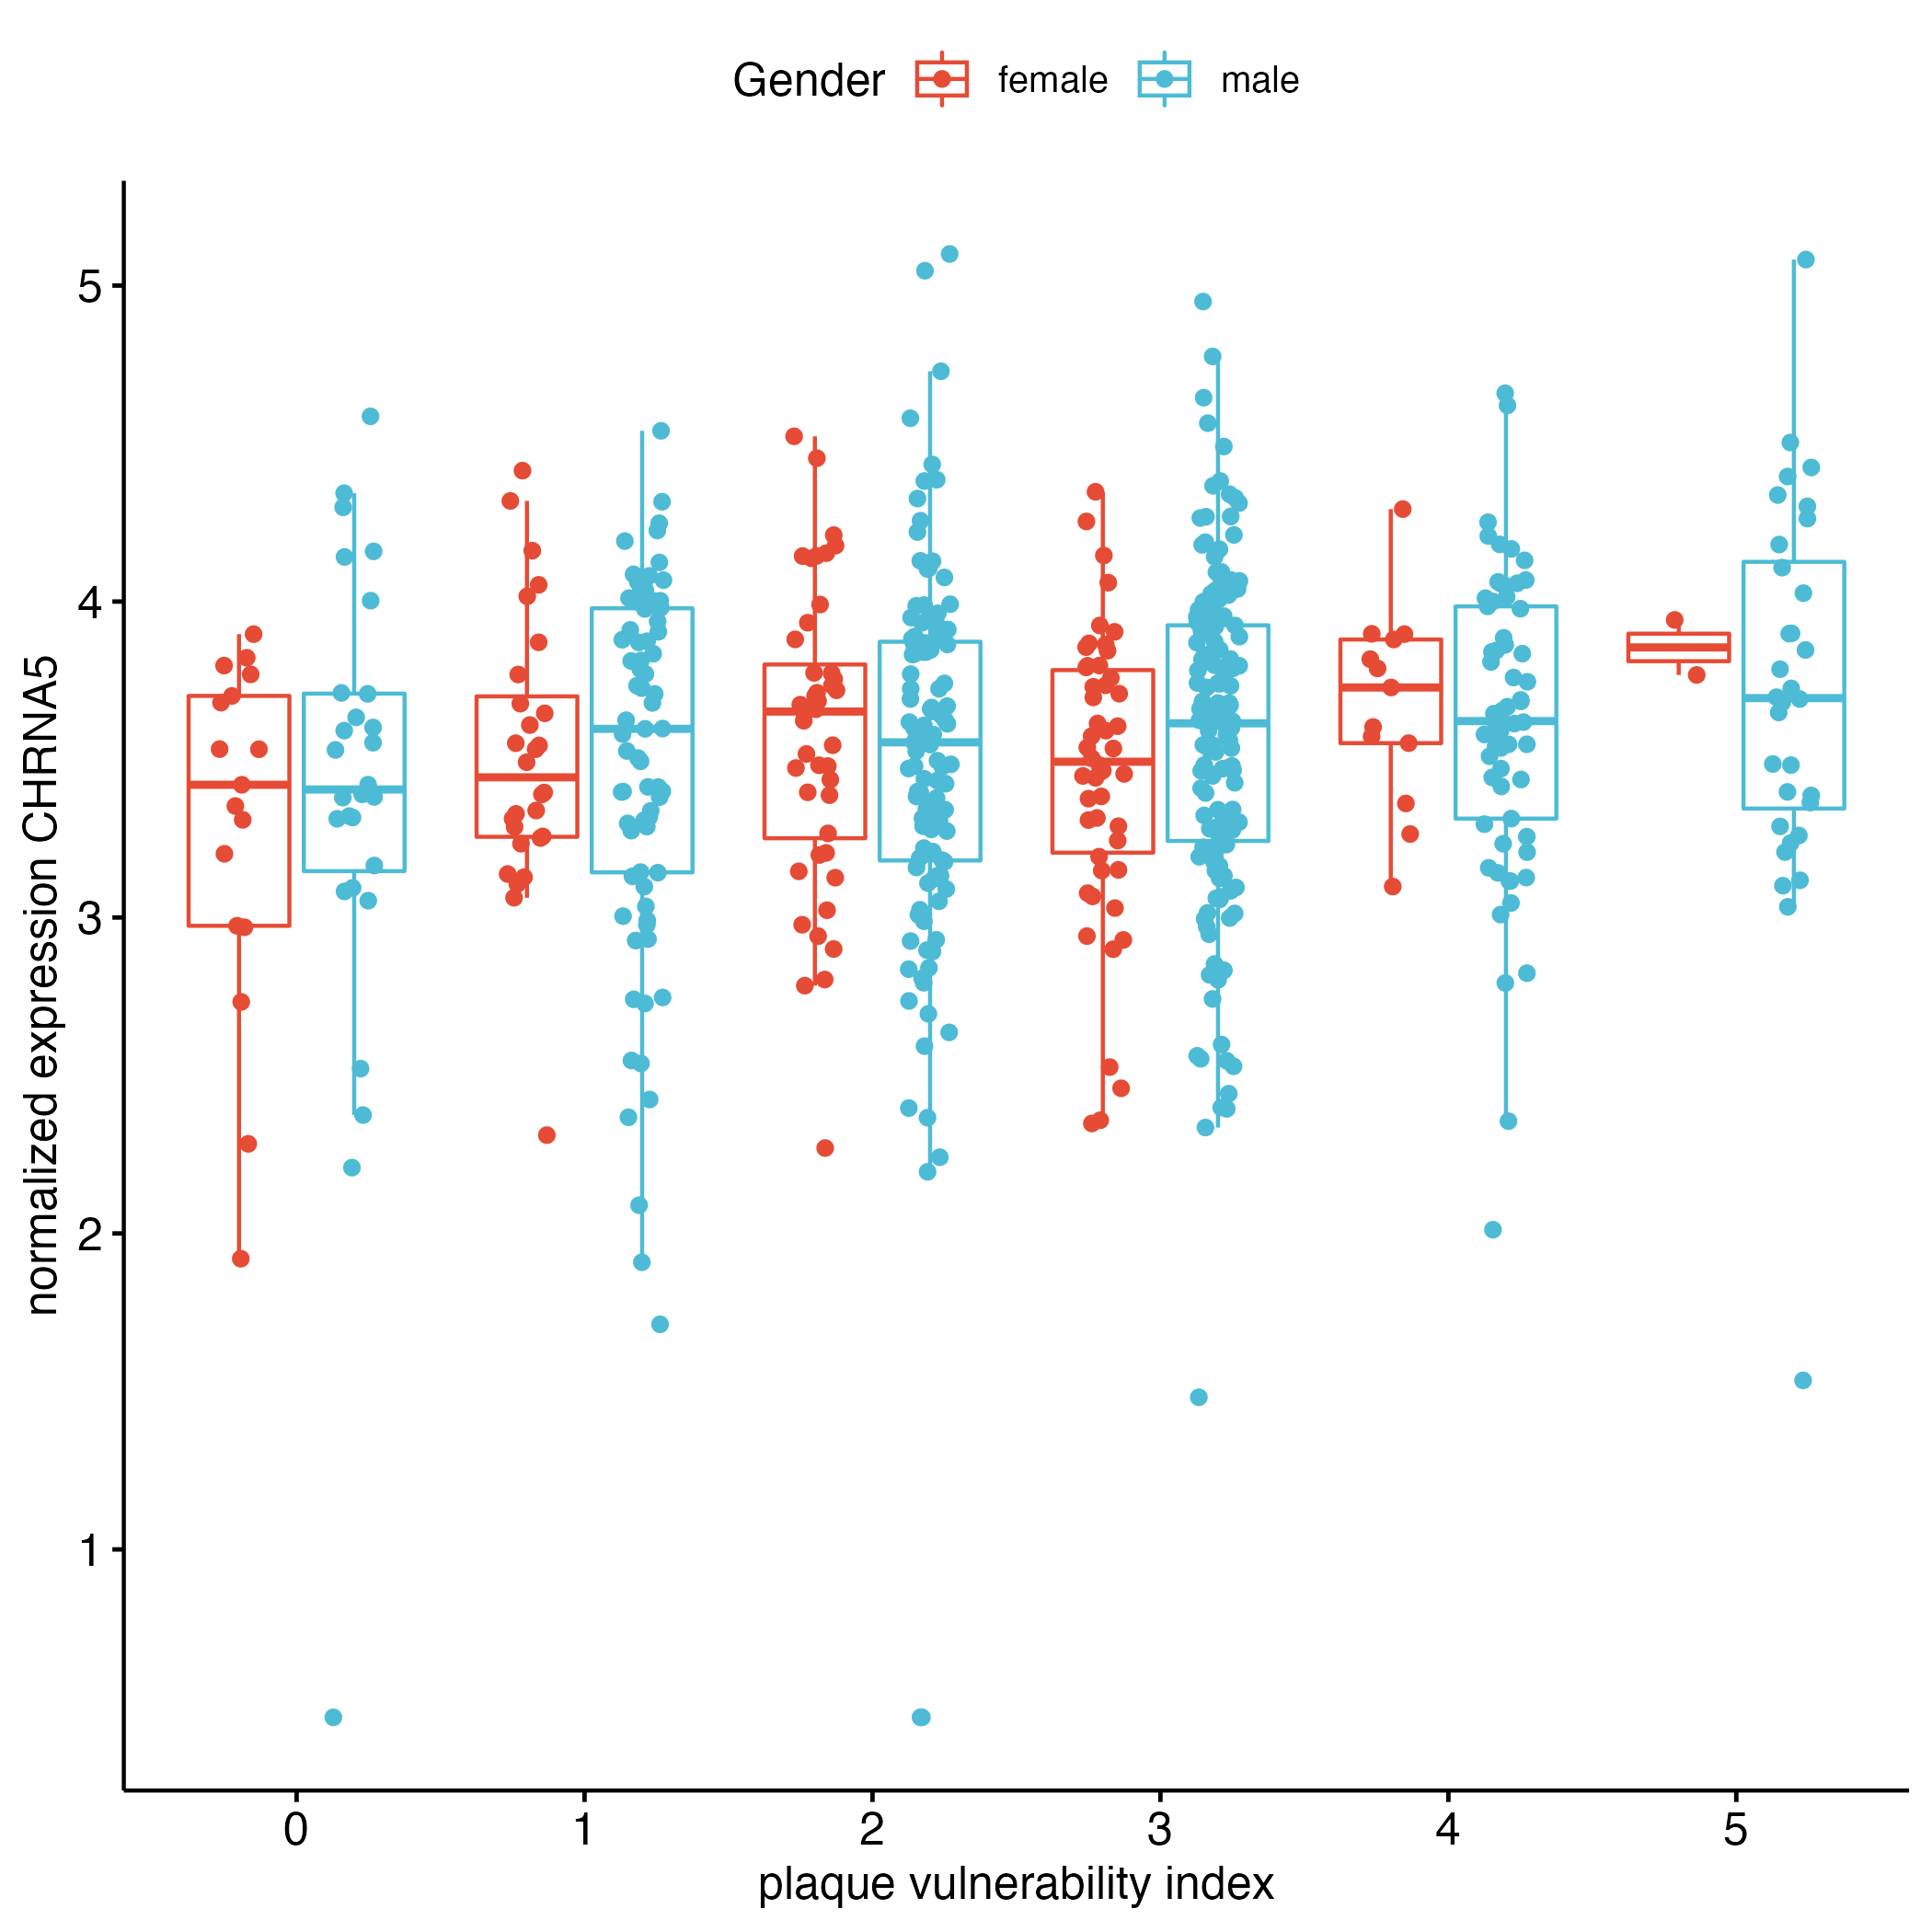 Gender female male
normalized expression CHRNA5
5
4
3
2
1
0 1 2 3 4 5
plaque vulnerability index